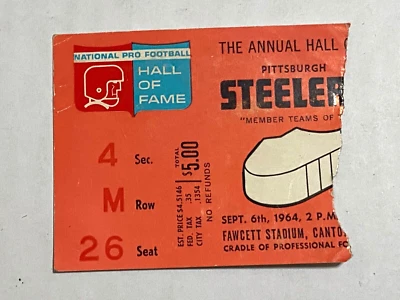 NATIONAL PRO FOOTBALL
HALL
OF
FAME
THE ANNUAL HALL
PITTSBURGH
STEELER
"MEMBER TEAMS OF
4 Sec.
M Row
26 Seat
TOTAL
$5.00
EST. PRICE $4.5146
FED. TAX .35
CITY TAX .1354
NO REFUNDS
SEPT. 6th, 1964, 2 P.M
FAWCETT STADIUM, CANTO
CRADLE OF PROFESSIONAL FO